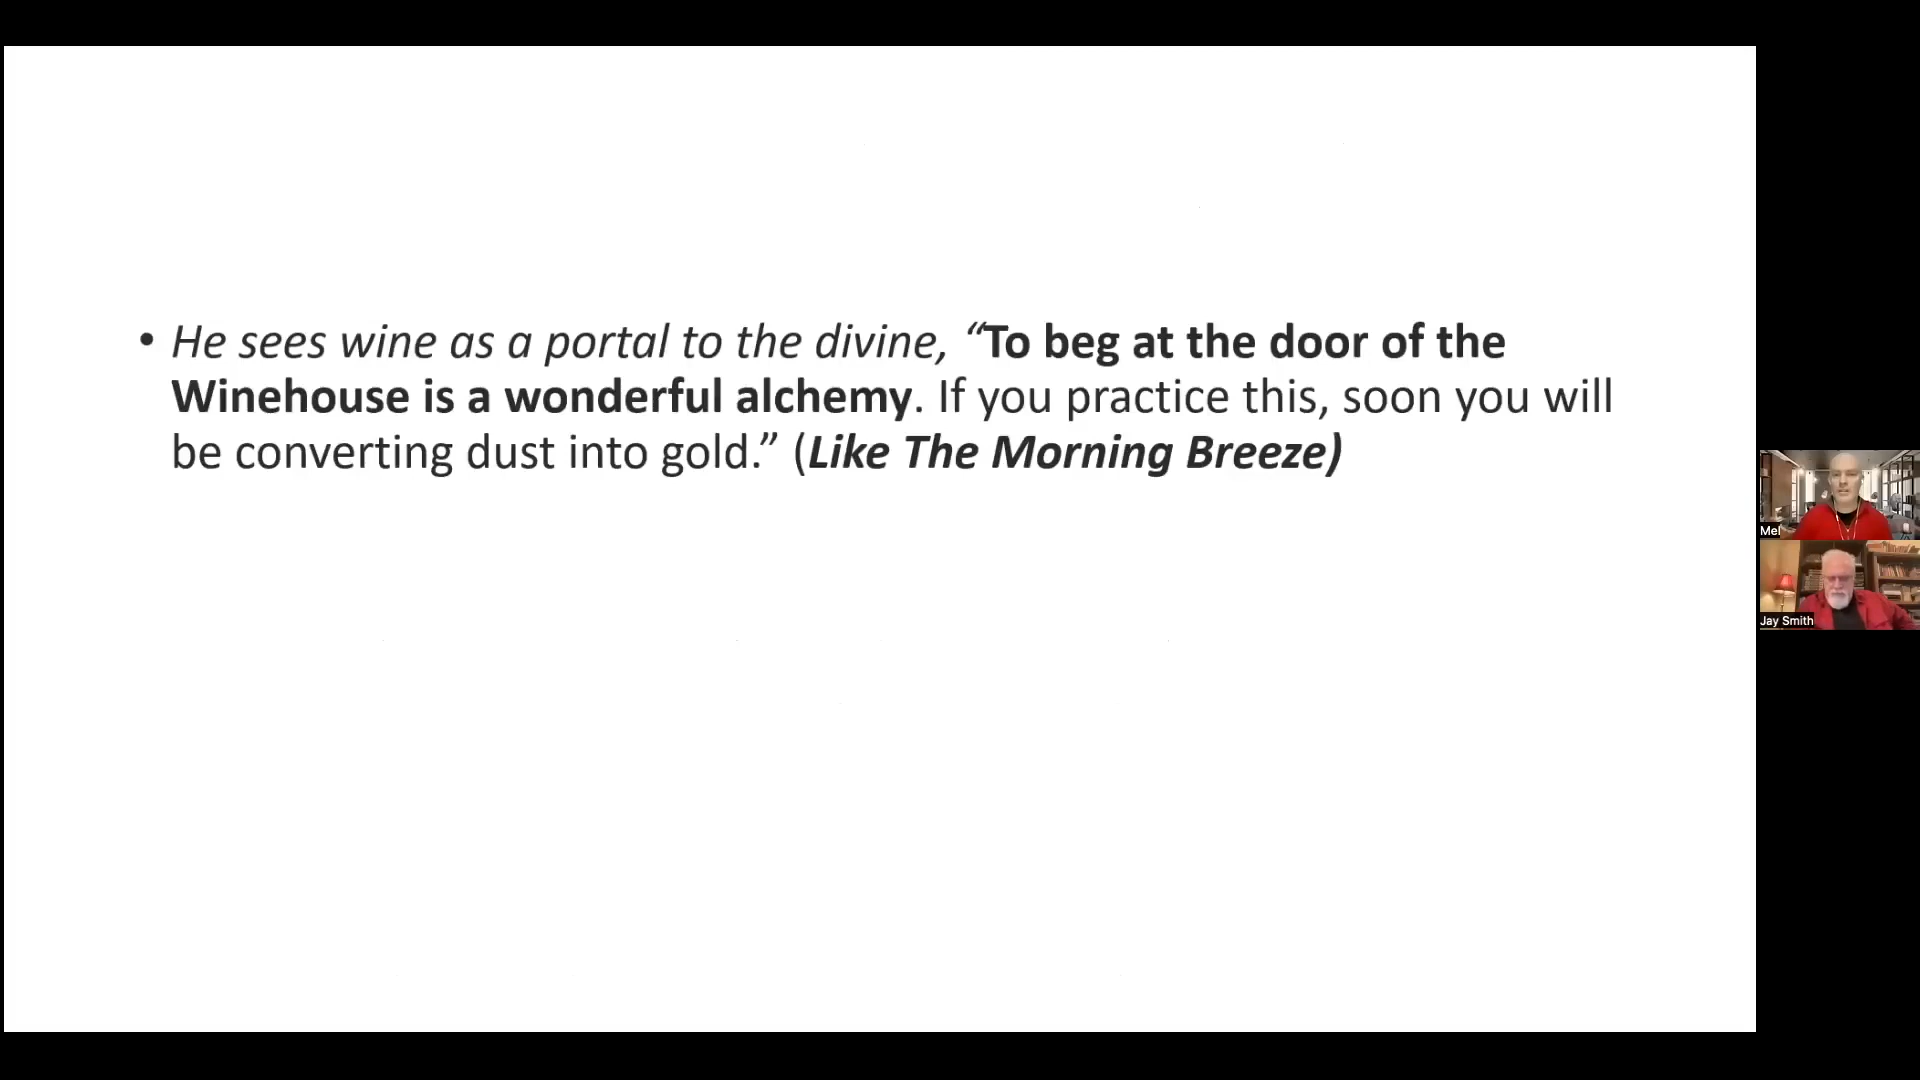 • He sees wine as a portal to the divine, “To beg at the door of the
Winehouse is a wonderful alchemy. If you practice this, soon you will
be converting dust into gold.” (Like The Morning Breeze)
Mel
Jay Smith